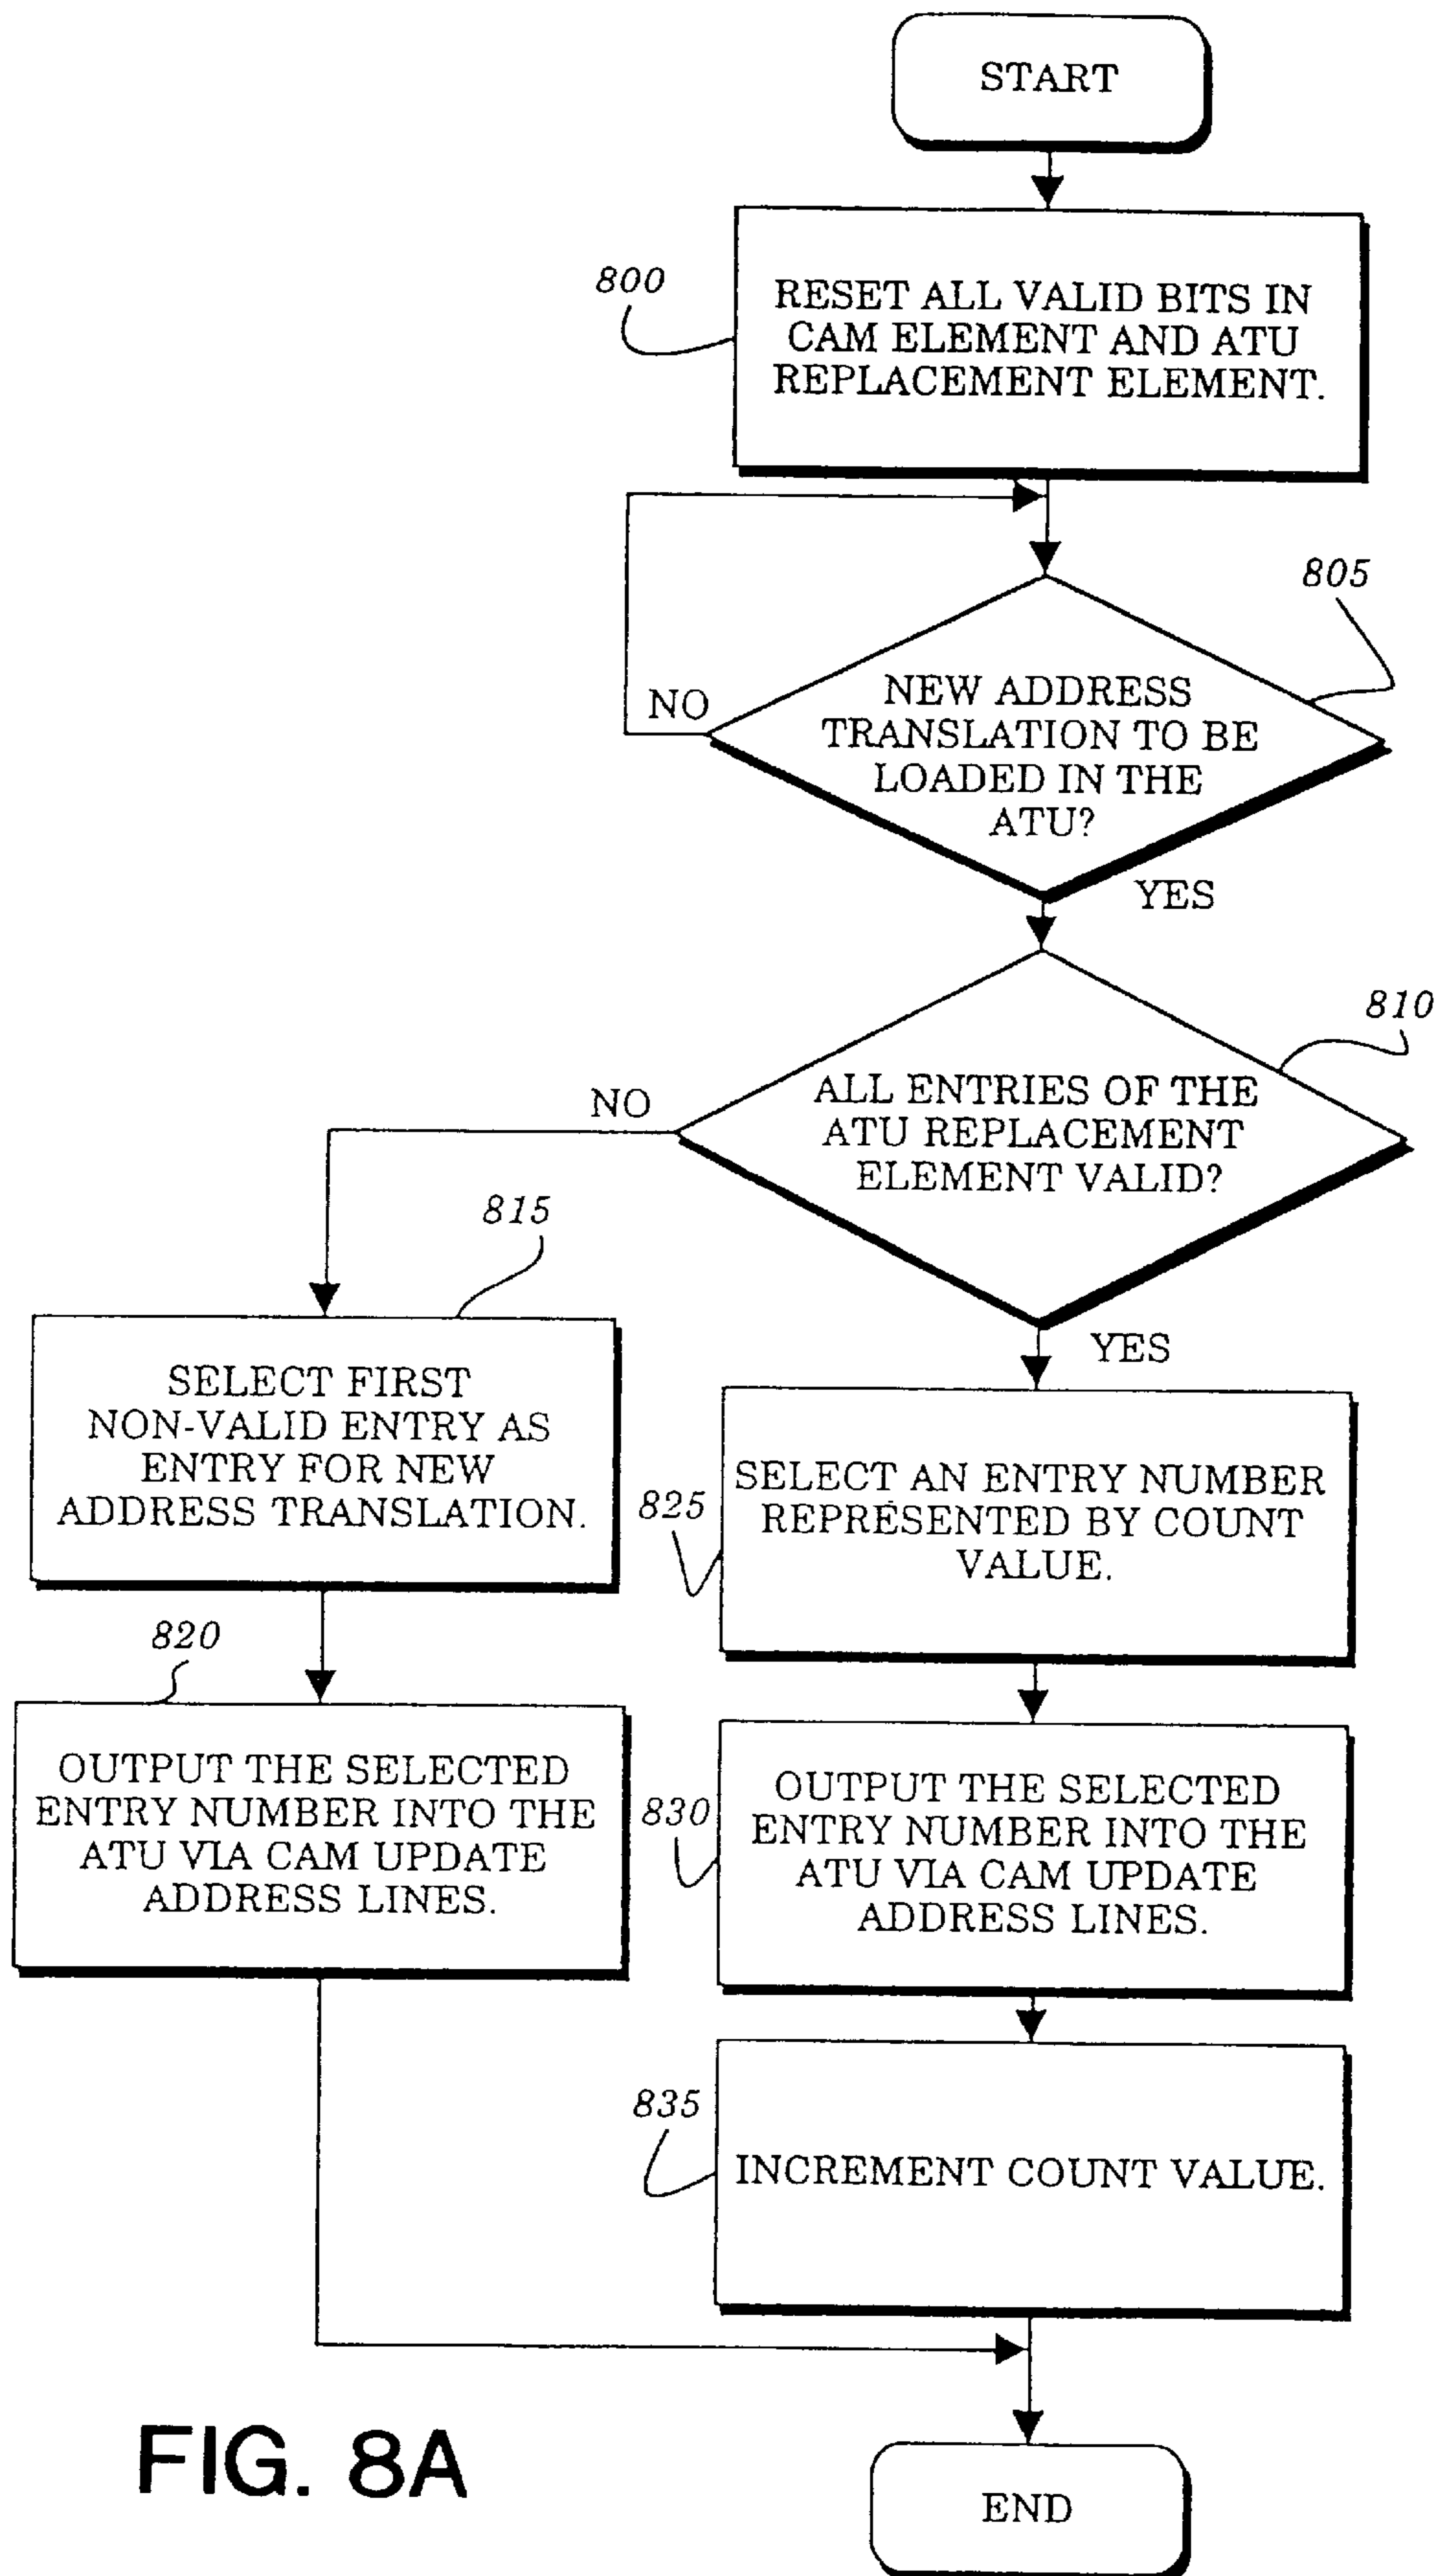 START
800
RESET ALL VALID BITS IN
CAM ELEMENT AND ATU
REPLACEMENT ELEMENT.
805
NO
NEW ADDRESS
TRANSLATION TO BE
LOADED IN THE
ATU?
YES
810
NO
ALL ENTRIES OF THE
ATU REPLACEMENT
ELEMENT VALID?
YES
815
SELECT FIRST
NON-VALID ENTRY AS
ENTRY FOR NEW
ADDRESS TRANSLATION.
820
OUTPUT THE SELECTED
ENTRY NUMBER INTO THE
ATU VIA CAM UPDATE
ADDRESS LINES.
825
SELECT AN ENTRY NUMBER
REPRESENTED BY COUNT
VALUE.
830
OUTPUT THE SELECTED
ENTRY NUMBER INTO THE
ATU VIA CAM UPDATE
ADDRESS LINES.
835
INCREMENT COUNT VALUE.
END
FIG. 8A